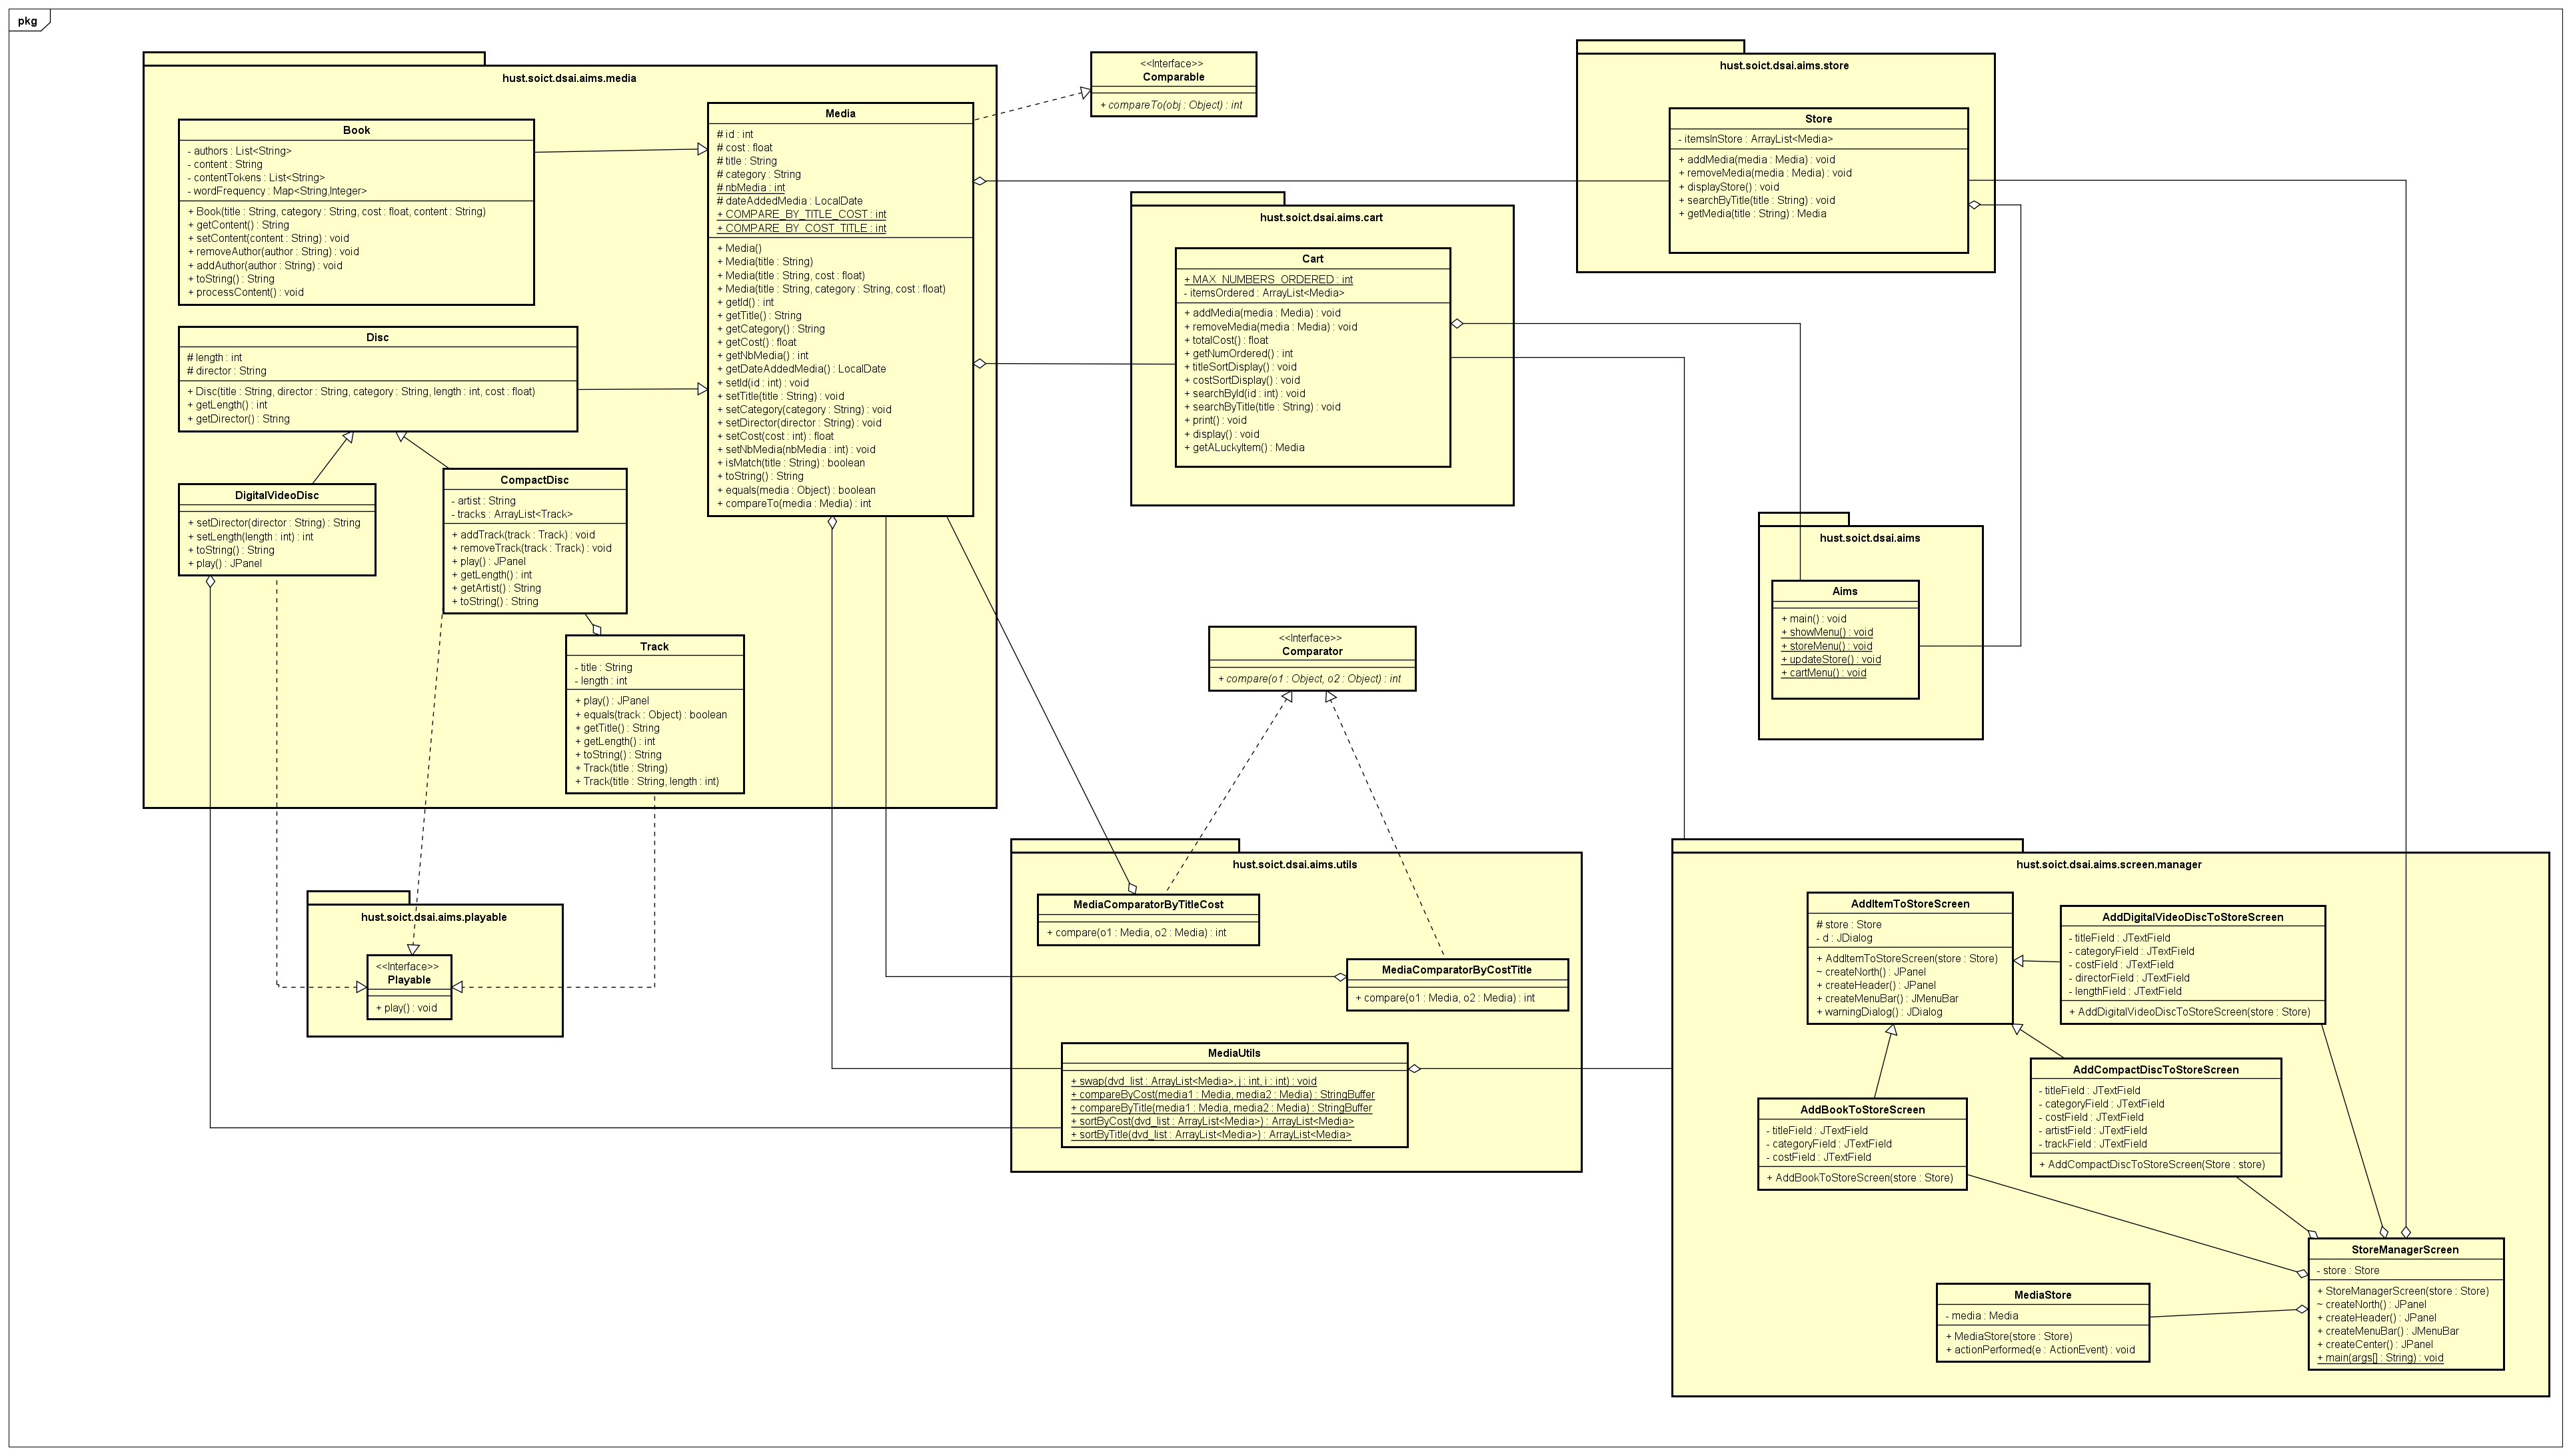 pkg
hust.soict.dsai.aims.media
Book
- authors : List<String>
- content : String
- contentTokens : List<String>
- wordFrequency : Map<String,Integer>
+ Book(title : String, category : String, cost : float, content : String)
+ getContent() : String
+ setContent(content : String) : void
+ removeAuthor(author : String) : void
+ addAuthor(author : String) : void
+ toString() : String
+ processContent() : void
Disc
# length : int
# director : String
+ Disc(title : String, director : String, category : String, length : int, cost : float)
+ getLength() : int
+ getDirector() : String
DigitalVideoDisc
+ setDirector(director : String) : String
+ setLength(length : int) : int
+ toString() : String
+ play() : JPanel
CompactDisc
- artist : String
- tracks : ArrayList<Track>
+ addTrack(track : Track) : void
+ removeTrack(track : Track) : void
+ play() : JPanel
+ getLength() : int
+ getArtist() : String
+ toString() : String
Track
- title : String
- length : int
+ play() : JPanel
+ equals(track : Object) : boolean
+ getTitle() : String
+ getLength() : int
+ toString() : String
+ Track(title : String)
+ Track(title : String, length : int)
Media
# id : int
# cost : float
# title : String
# category : String
# nbMedia : int
# dateAddedMedia : LocalDate
+ COMPARE_BY_TITLE_COST : int
+ COMPARE_BY_COST_TITLE : int
+ Media()
+ Media(title : String)
+ Media(title : String, cost : float)
+ Media(title : String, category : String, cost : float)
+ getId() : int
+ getTitle() : String
+ getCategory() : String
+ getCost() : float
+ getNbMedia() : int
+ getDateAddedMedia() : LocalDate
+ setId(id : int) : void
+ setTitle(title : String) : void
+ setCategory(category : String) : void
+ setDirector(director : String) : void
+ setCost(cost : int) : float
+ setNbMedia(nbMedia : int) : void
+ isMatch(title : String) : boolean
+ toString() : String
+ equals(media : Object) : boolean
+ compareTo(media : Media) : int
<<Interface>>
Comparable
+ compareTo(obj : Object) : int
hust.soict.dsai.aims.cart
Cart
+ MAX_NUMBERS_ORDERED : int
- itemsOrdered : ArrayList<Media>
+ addMedia(media : Media) : void
+ removeMedia(media : Media) : void
+ totalCost() : float
+ getNumOrdered() : int
+ titleSortDisplay() : void
+ costSortDisplay() : void
+ searchById(id : int) : void
+ searchByTitle(title : String) : void
+ print() : void
+ display() : void
+ getALuckyItem() : Media
hust.soict.dsai.aims.store
Store
- itemsInStore : ArrayList<Media>
+ addMedia(media : Media) : void
+ removeMedia(media : Media) : void
+ displayStore() : void
+ searchByTitle(title : String) : void
+ getMedia(title : String) : Media
hust.soict.dsai.aims
Aims
+ main() : void
+ showMenu() : void
+ storeMenu() : void
+ updateStore() : void
+ cartMenu() : void
<<Interface>>
Comparator
+ compare(o1 : Object, o2 : Object) : int
hust.soict.dsai.aims.playable
<<Interface>>
Playable
+ play() : void
hust.soict.dsai.aims.utils
MediaComparatorByTitleCost
+ compare(o1 : Media, o2 : Media) : int
MediaComparatorByCostTitle
+ compare(o1 : Media, o2 : Media) : int
MediaUtils
+ swap(dvd_list : ArrayList<Media>, j : int, i : int) : void
+ compareByCost(media1 : Media, media2 : Media) : StringBuffer
+ compareByTitle(media1 : Media, media2 : Media) : StringBuffer
+ sortByCost(dvd_list : ArrayList<Media>) : ArrayList<Media>
+ sortByTitle(dvd_list : ArrayList<Media>) : ArrayList<Media>
hust.soict.dsai.aims.screen.manager
AddItemToStoreScreen
# store : Store
- d : JDialog
+ AddItemToStoreScreen(store : Store)
~ createNorth() : JPanel
+ createHeader() : JPanel
+ createMenuBar() : JMenuBar
+ warningDialog() : JDialog
AddDigitalVideoDiscToStoreScreen
- titleField : JTextField
- categoryField : JTextField
- costField : JTextField
- directorField : JTextField
- lengthField : JTextField
+ AddDigitalVideoDiscToStoreScreen(store : Store)
AddCompactDiscToStoreScreen
- titleField : JTextField
- categoryField : JTextField
- costField : JTextField
- artistField : JTextField
- trackField : JTextField
+ AddCompactDiscToStoreScreen(Store : store)
AddBookToStoreScreen
- titleField : JTextField
- categoryField : JTextField
- costField : JTextField
+ AddBookToStoreScreen(store : Store)
MediaStore
- media : Media
+ MediaStore(store : Store)
+ actionPerformed(e : ActionEvent) : void
StoreManagerScreen
- store : Store
+ StoreManagerScreen(store : Store)
~ createNorth() : JPanel
+ createHeader() : JPanel
+ createMenuBar() : JMenuBar
+ createCenter() : JPanel
+ main(args[] : String) : void